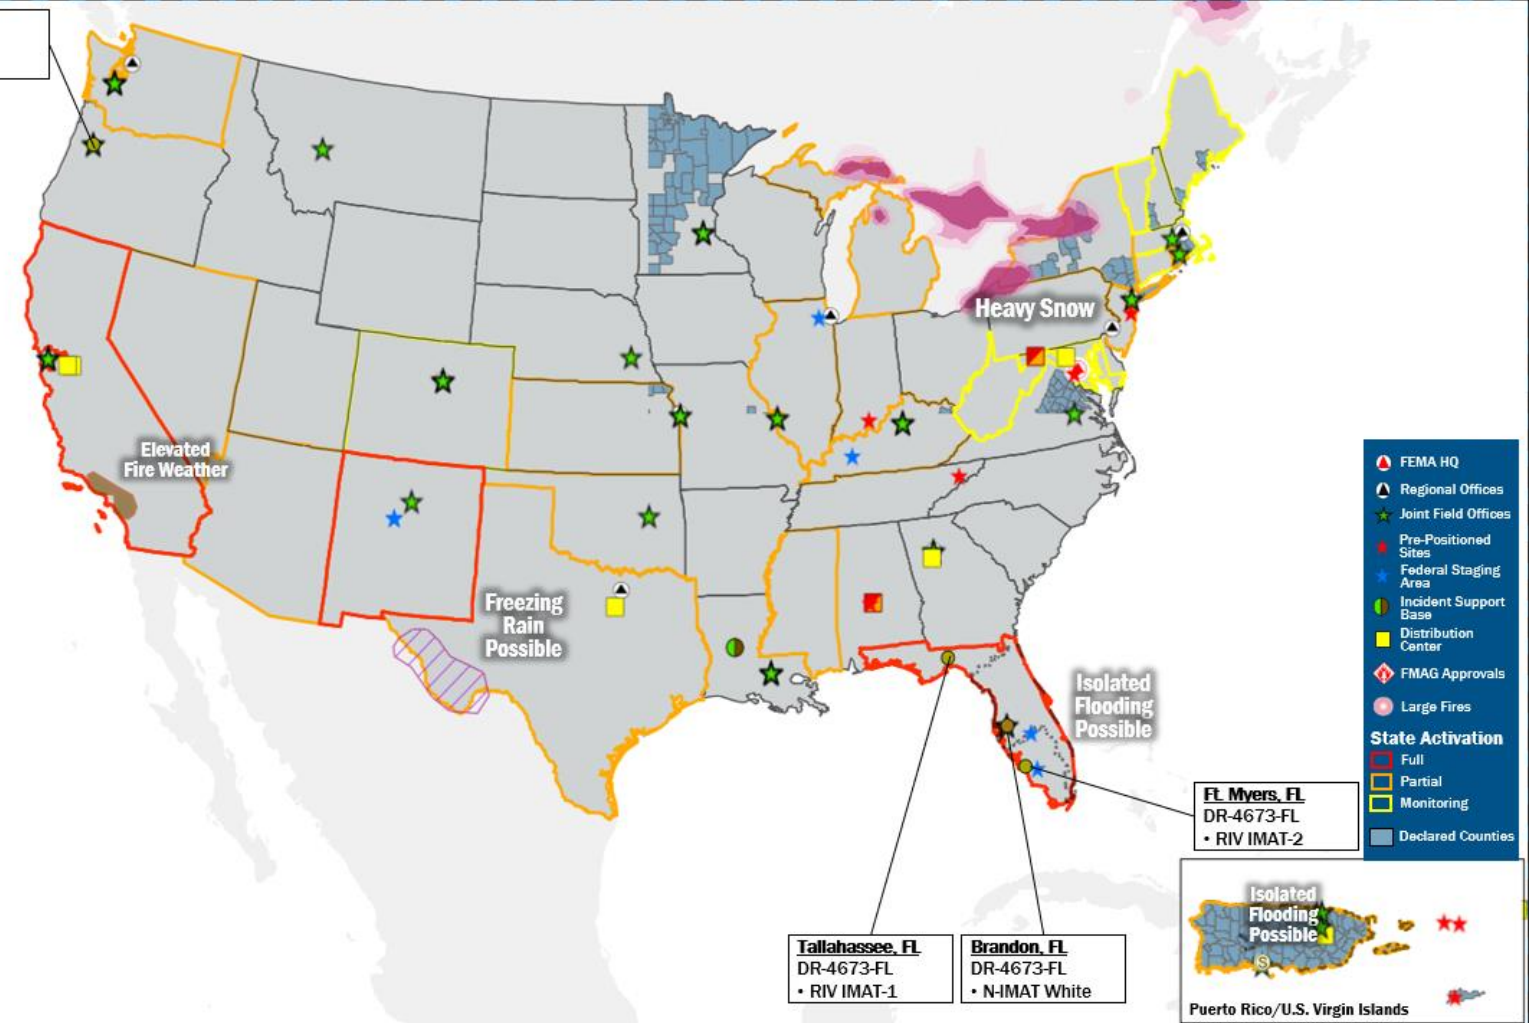 Heavy Snow
Elevated
Fire Weather
Freezing
Rain
Possible
Isolated
Flooding
Possible
FEMA HQ
Regional Offices
Joint Field Offices
Pre-Positioned
Sites
Federal Staging
Area
Incident Support
Base
Distribution
Center
FMAG Approvals
Large Fires
State Activation
Full
Partial
Monitoring
Declared Counties
Ft. Myers, FL
DR-4673-FL
• RIV IMAT-2
Tallahassee, FL
DR-4673-FL
• RIV IMAT-1
Brandon, FL
DR-4673-FL
• N-IMAT White
Isolated
Flooding
Possible
S
Puerto Rico/U.S. Virgin Islands